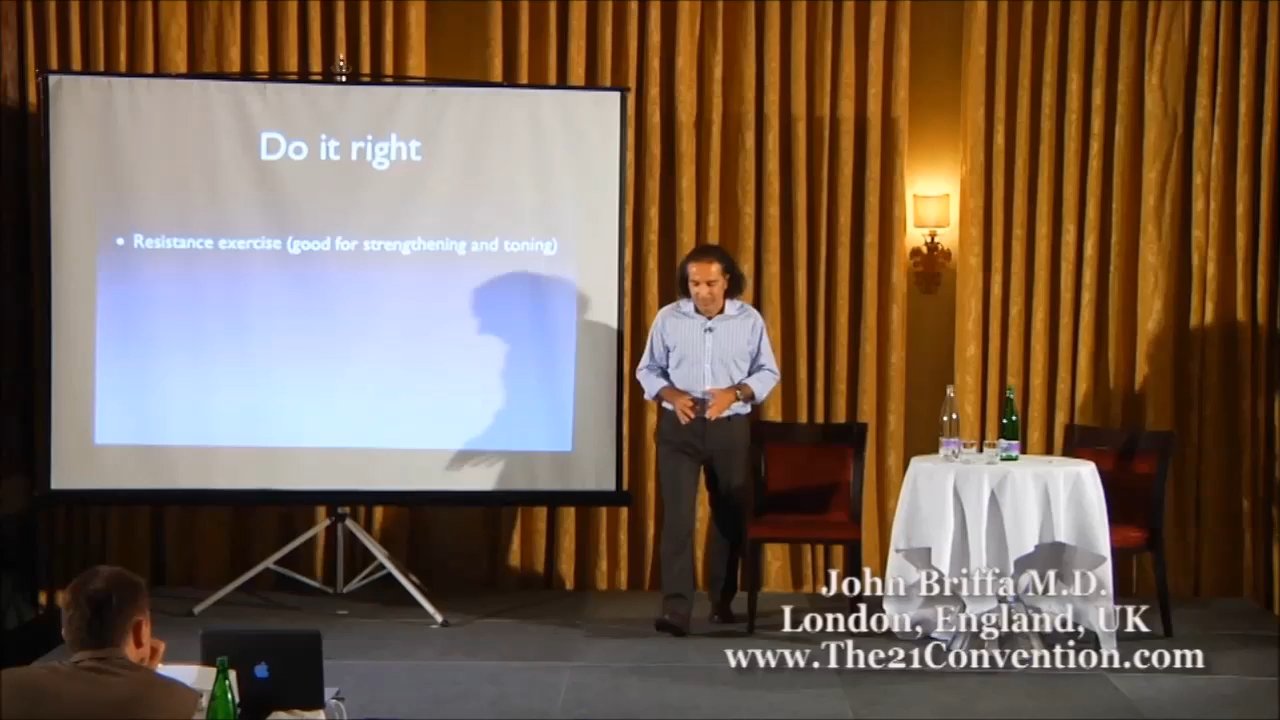 Do it right
• Resistance exercise (good for strengthening and toning)
John Briffa M.D.
London, England, UK
www.The21Convention.com